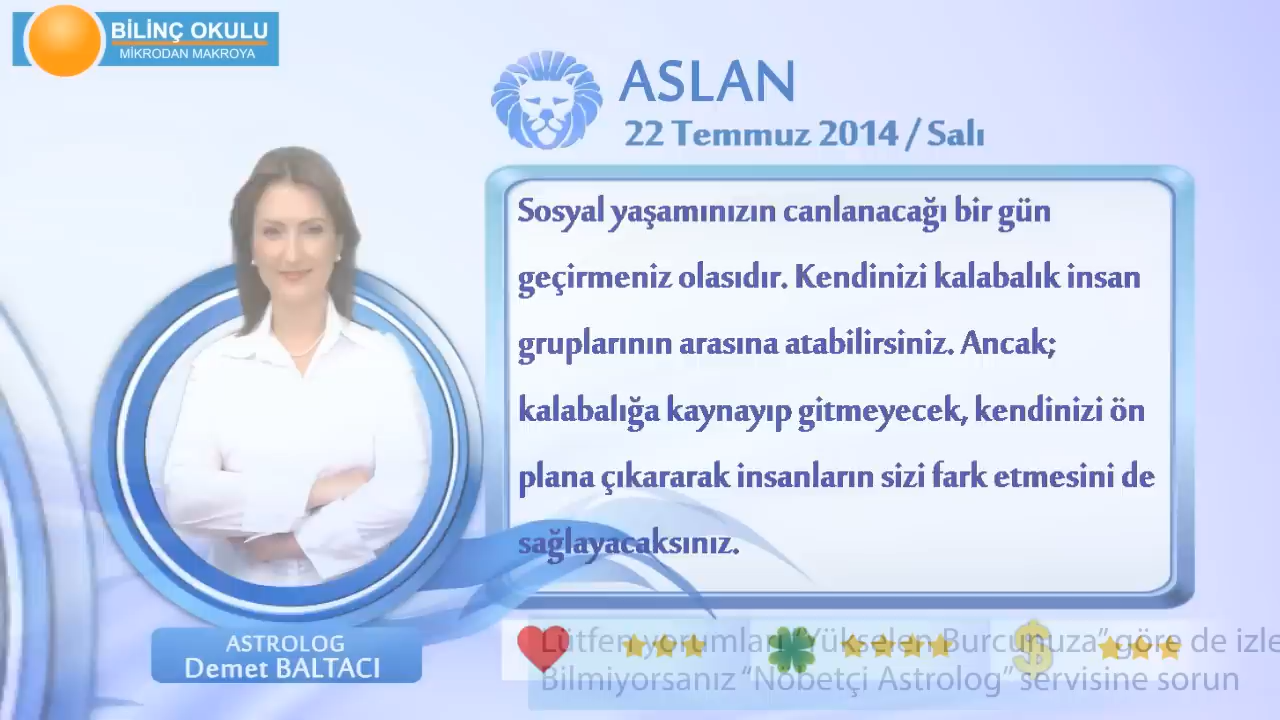 BİLİNÇ OKULU
MİKRODAN MAKROYA
ASLAN
22 Temmuz 2014 / Salı
Sosyal yaşamınızın canlanacağı bir gün
geçirmeniz olasıdır. Kendinizi kalabalık insan
gruplarının arasına atabilirsiniz. Ancak;
kalabalığa kaynayıp gitmeyecek, kendinizi ön
plana çıkararak insanların sizi fark etmesini de
sağlayacaksınız.
ASTROLOG
Demet BALTACI
Lütfen yorumları “Yükselen Burcunuza” göre de izle
Bilmiyorsanız “Nöbetçi Astrolog” servisine sorun